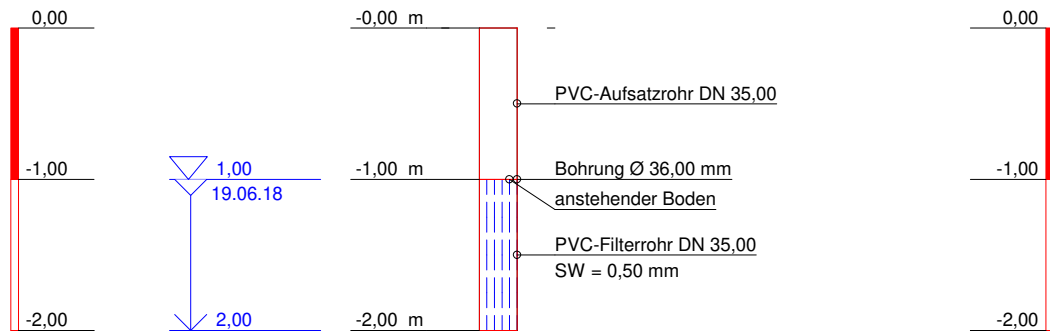 0,00
-0,00 m
0,00
PVC-Aufsatzrohr DN 35,00
-1,00
1,00
-1,00 m
Bohrung Ø 36,00 mm
-1,00
19.06.18
anstehender Boden
PVC-Filterrohr DN 35,00
SW = 0,50 mm
-2,00
2,00
-2,00 m
-2,00